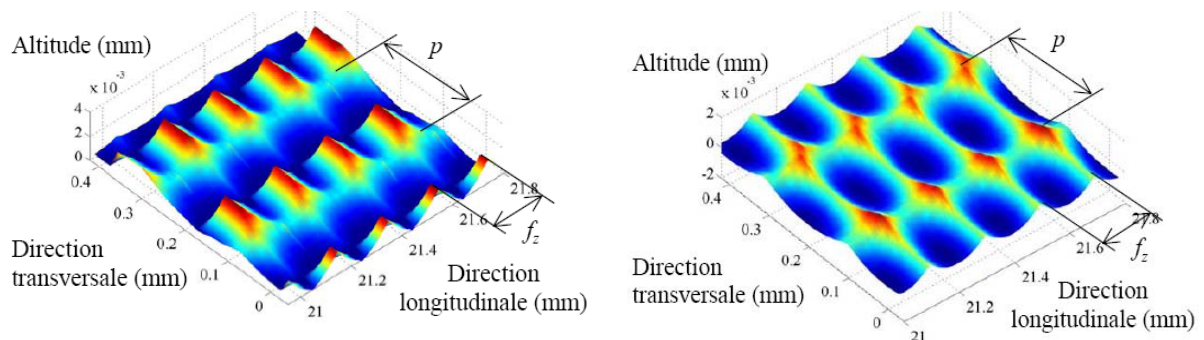 Altitude (mm)
x 10⁻³
4
2
0
0.4
0.3
0.2
0.1
0
Direction
transversale (mm)
21
21.2
21.4
21.6
21.8
Direction
longitudinale (mm)
p
f_z
Altitude (mm)
x 10⁻³
2
0
-2
0.4
0.3
0.2
0.1
0
Direction
transversale (mm)
21
21.2
21.4
21.6
Direction
longitudinale (mm)
p
f_z